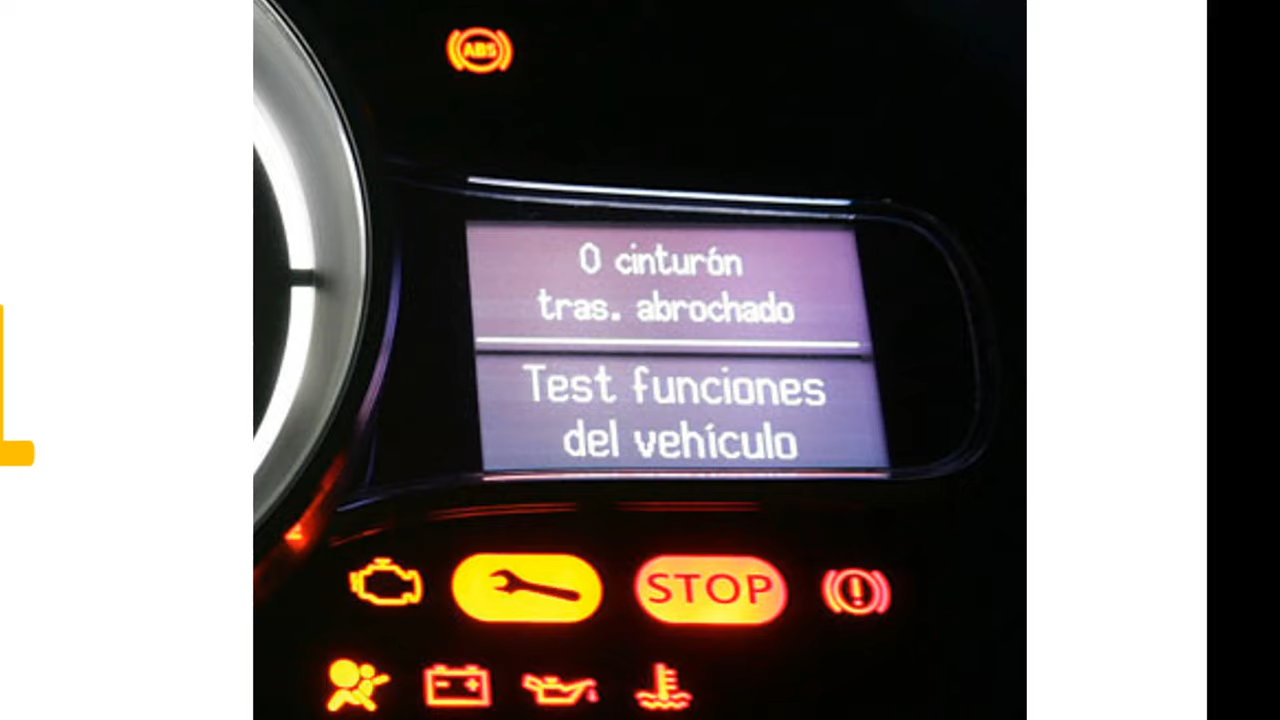 ABS
0 cinturón
tras. abrochado
Test funciones
del vehículo
STOP